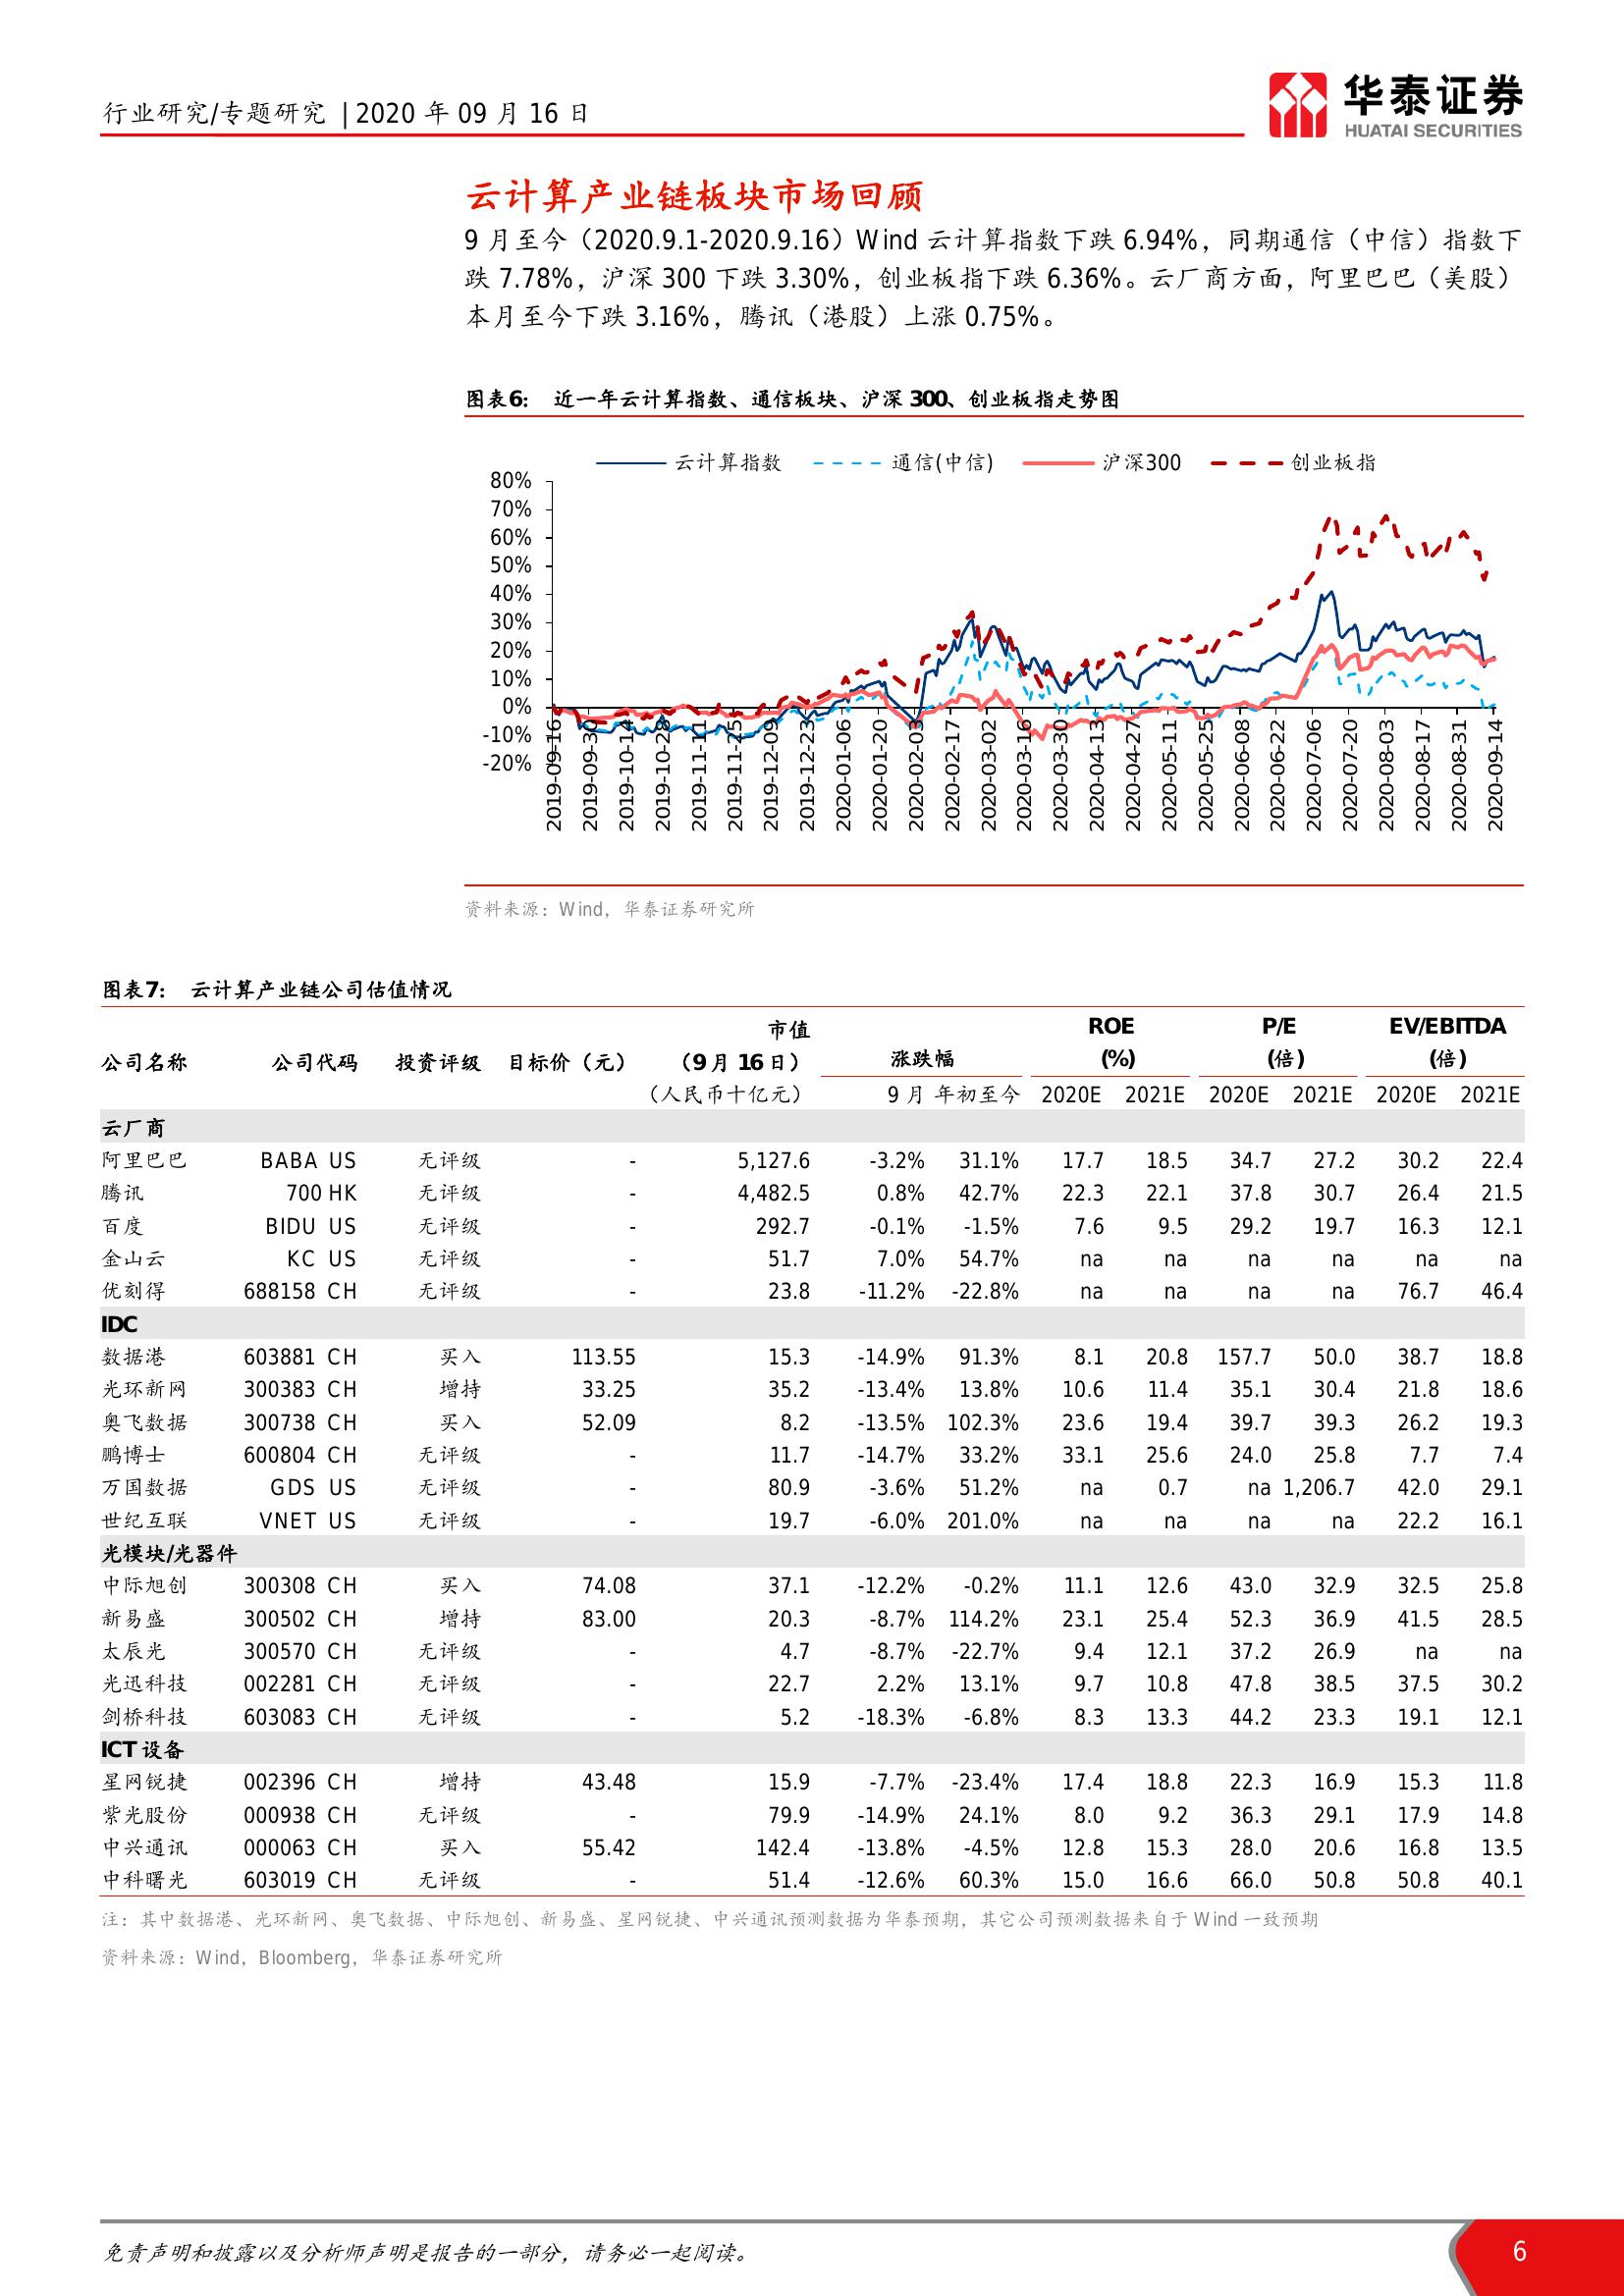 行业研究/专题研究 | 2020 年 09 月 16 日
华泰证券
HUATAI SECURITIES
云计算产业链板块市场回顾
9 月至今（2020.9.1-2020.9.16）Wind 云计算指数下跌 6.94%，同期通信（中信）指数下
跌 7.78%，沪深 300 下跌 3.30%，创业板指下跌 6.36%。云厂商方面，阿里巴巴（美股）
本月至今下跌 3.16%，腾讯（港股）上涨 0.75%。
图表6： 近一年云计算指数、通信板块、沪深 300、创业板指走势图
云计算指数 通信(中信) 沪深300 创业板指
80%
70%
60%
50%
40%
30%
20%
10%
0%
-10%
-20%
2019-09-16 2019-09-30 2019-10-14 2019-10-28 2019-11-11 2019-11-25 2019-12-09 2019-12-23 2020-01-06 2020-01-20 2020-02-03 2020-02-17 2020-03-02 2020-03-16 2020-03-30 2020-04-13 2020-04-27 2020-05-11 2020-05-25 2020-06-08 2020-06-22 2020-07-06 2020-07-20 2020-08-03 2020-08-17 2020-08-31 2020-09-14
资料来源：Wind，华泰证券研究所
图表7： 云计算产业链公司估值情况
市值 ROE P/E EV/EBITDA
公司名称 公司代码 投资评级 目标价（元） （9 月 16 日） 涨跌幅 (%) (倍) (倍)
（人民币十亿元） 9 月 年初至今 2020E 2021E 2020E 2021E 2020E 2021E
云厂商
阿里巴巴 BABA US 无评级 - 5,127.6 -3.2% 31.1% 17.7 18.5 34.7 27.2 30.2 22.4
腾讯 700 HK 无评级 - 4,482.5 0.8% 42.7% 22.3 22.1 37.8 30.7 26.4 21.5
百度 BIDU US 无评级 - 292.7 -0.1% -1.5% 7.6 9.5 29.2 19.7 16.3 12.1
金山云 KC US 无评级 - 51.7 7.0% 54.7% na na na na na na
优刻得 688158 CH 无评级 - 23.8 -11.2% -22.8% na na na na 76.7 46.4
IDC
数据港 603881 CH 买入 113.55 15.3 -14.9% 91.3% 8.1 20.8 157.7 50.0 38.7 18.8
光环新网 300383 CH 增持 33.25 35.2 -13.4% 13.8% 10.6 11.4 35.1 30.4 21.8 18.6
奥飞数据 300738 CH 买入 52.09 8.2 -13.5% 102.3% 23.6 19.4 39.7 39.3 26.2 19.3
鹏博士 600804 CH 无评级 - 11.7 -14.7% 33.2% 33.1 25.6 24.0 25.8 7.7 7.4
万国数据 GDS US 无评级 - 80.9 -3.6% 51.2% na 0.7 na 1,206.7 42.0 29.1
世纪互联 VNET US 无评级 - 19.7 -6.0% 201.0% na na na na 22.2 16.1
光模块/光器件
中际旭创 300308 CH 买入 74.08 37.1 -12.2% -0.2% 11.1 12.6 43.0 32.9 32.5 25.8
新易盛 300502 CH 增持 83.00 20.3 -8.7% 114.2% 23.1 25.4 52.3 36.9 41.5 28.5
太辰光 300570 CH 无评级 - 4.7 -8.7% -22.7% 9.4 12.1 37.2 26.9 na na
光迅科技 002281 CH 无评级 - 22.7 2.2% 13.1% 9.7 10.8 47.8 38.5 37.5 30.2
剑桥科技 603083 CH 无评级 - 5.2 -18.3% -6.8% 8.3 13.3 44.2 23.3 19.1 12.1
ICT 设备
星网锐捷 002396 CH 增持 43.48 15.9 -7.7% -23.4% 17.4 18.8 22.3 16.9 15.3 11.8
紫光股份 000938 CH 无评级 - 79.9 -14.9% 24.1% 8.0 9.2 36.3 29.1 17.9 14.8
中兴通讯 000063 CH 买入 55.42 142.4 -13.8% -4.5% 12.8 15.3 28.0 20.6 16.8 13.5
中科曙光 603019 CH 无评级 - 51.4 -12.6% 60.3% 15.0 16.6 66.0 50.8 50.8 40.1
注：其中数据港、光环新网、奥飞数据、中际旭创、新易盛、星网锐捷、中兴通讯预测数据为华泰预期，其它公司预测数据来自于 Wind 一致预期
资料来源：Wind，Bloomberg，华泰证券研究所
免责声明和披露以及分析师声明是报告的一部分，请务必一起阅读。
6